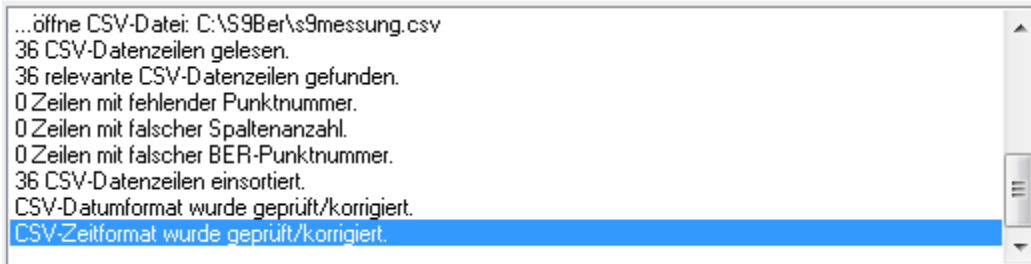 ...öffne CSV-Datei: C:\S9Ber\s9messung.csv
36 CSV-Datenzeilen gelesen.
36 relevante CSV-Datenzeilen gefunden.
0 Zeilen mit fehlender Punktnummer.
0 Zeilen mit falscher Spaltenanzahl.
0 Zeilen mit falscher BER-Punktnummer.
36 CSV-Datenzeilen einsortiert.
CSV-Datumformat wurde geprüft/korrigiert.
CSV-Zeitformat wurde geprüft/korrigiert.